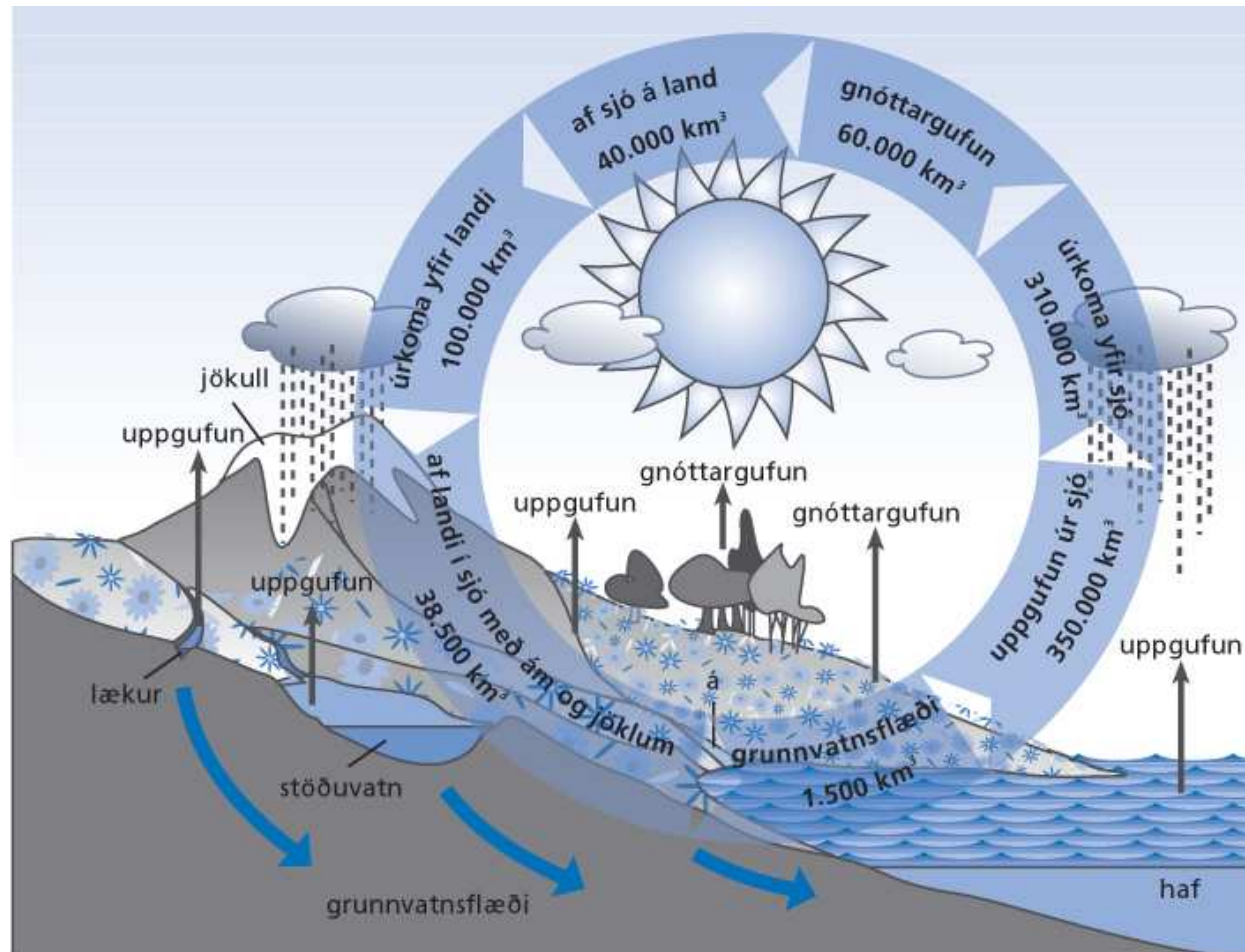 af sjó á land
40.000 km³
gnóttargufun
60.000 km³
úrkoma yfir landi
100.000 km³
úrkoma yfir sjó
310.000 km³
jökull
uppgufun
gnóttargufun
uppgufun
gnóttargufun
uppgufun
af landi í sjó með ám og jöklum
38.500 km³
uppgufun úr sjó
350.000 km³
uppgufun
lækur
á
grunnvatnsflæði
1.500 km³
stöðuvatn
haf
grunnvatnsflæði